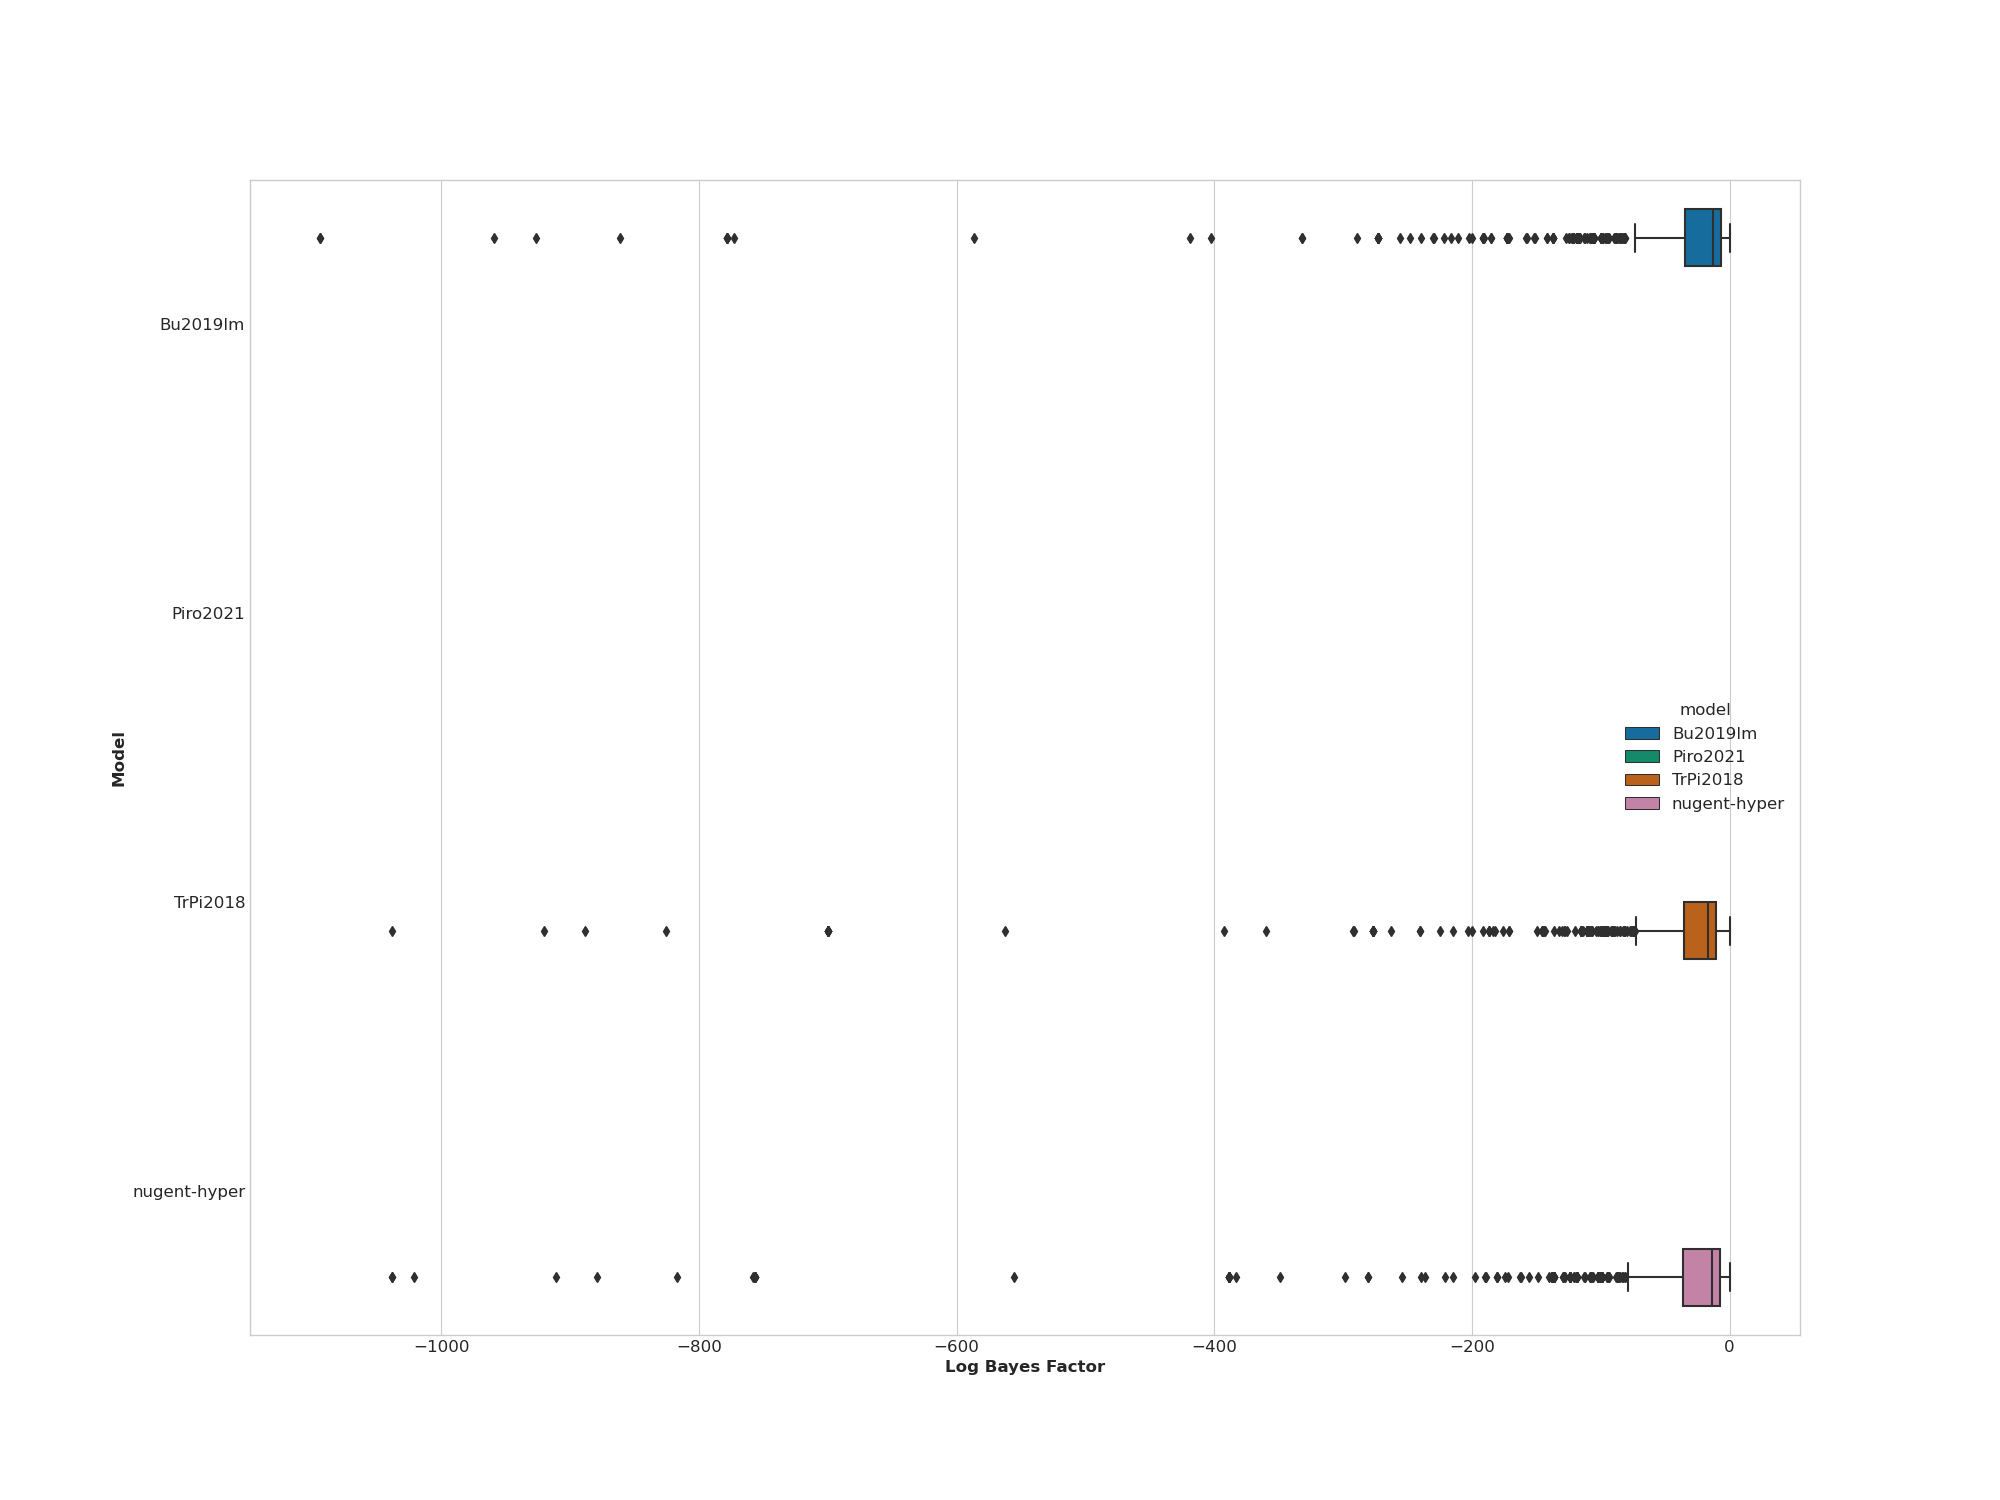 Bu2019lm
Piro2021
TrPi2018
nugent-hyper
Model
model
Bu2019lm
Piro2021
TrPi2018
nugent-hyper
−1000
−800
−600
−400
−200
0
Log Bayes Factor